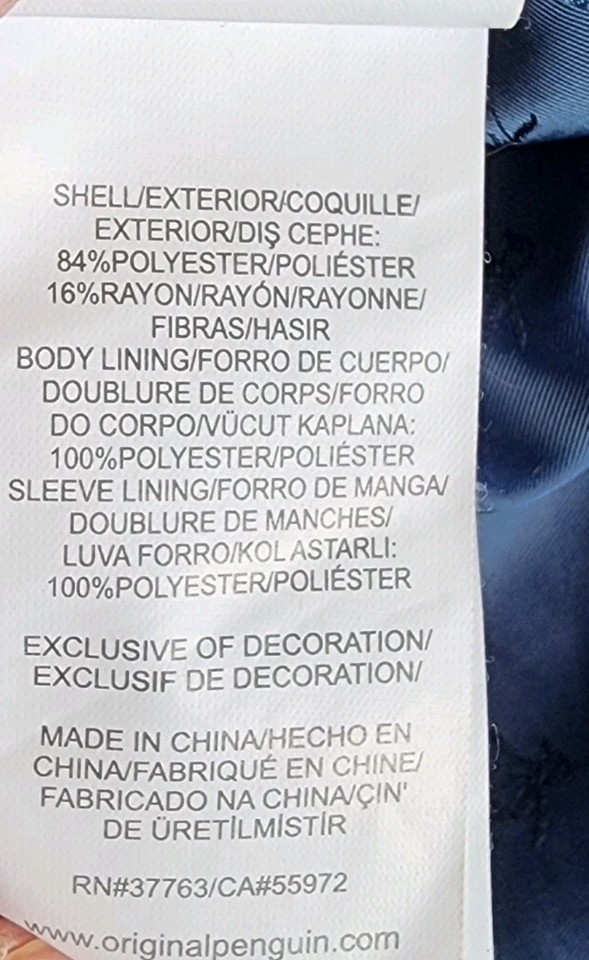 SHELL/EXTERIOR/COQUILLE/
EXTERIOR/DIŞ CEPHE:
84%POLYESTER/POLIÉSTER
16%RAYON/RAYÓN/RAYONNE/
FIBRAS/HASIR
BODY LINING/FORRO DE CUERPO/
DOUBLURE DE CORPS/FORRO
DO CORPO/VÜCUT KAPLANA:
100%POLYESTER/POLIÉSTER
SLEEVE LINING/FORRO DE MANGA/
DOUBLURE DE MANCHES/
LUVA FORRO/KOL ASTARLI:
100%POLYESTER/POLIÉSTER
EXCLUSIVE OF DECORATION/
EXCLUSIF DE DECORATION/
MADE IN CHINA/HECHO EN
CHINA/FABRIQUÉ EN CHINE/
FABRICADO NA CHINA/ÇIN'
DE ÜRETİLMİSTİR
RN#37763/CA#55972
www.originalpenguin.com